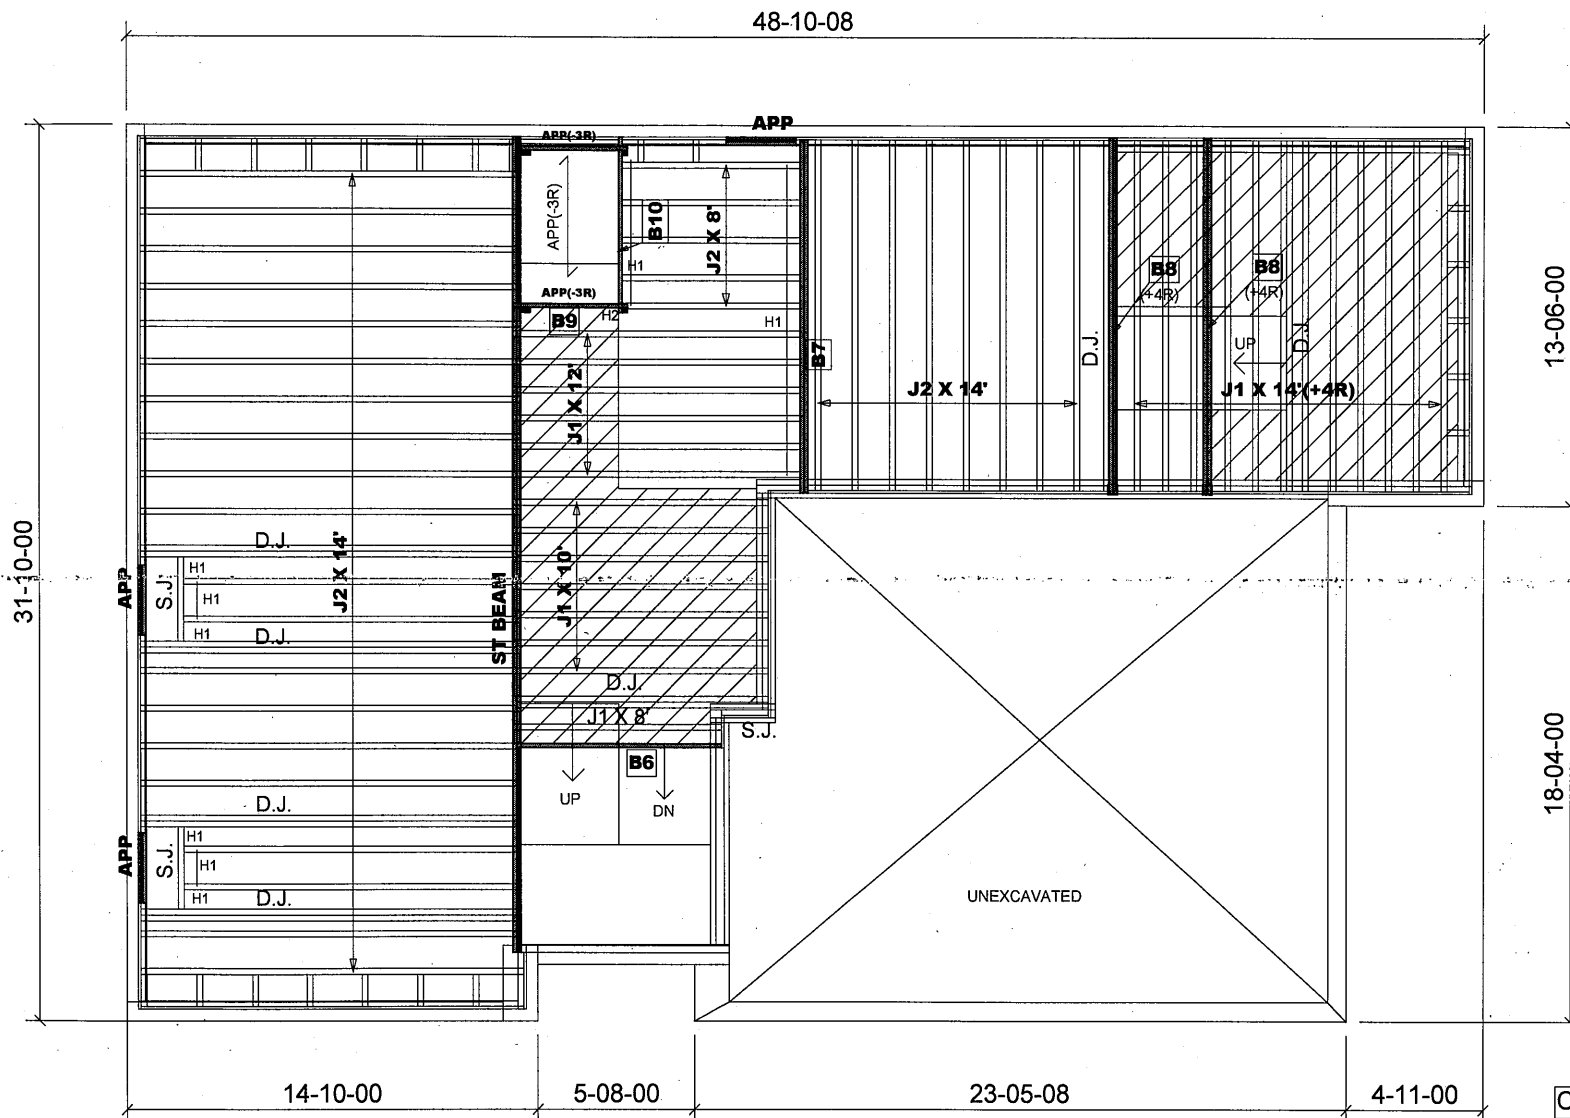 48-10-08
APP
APP(-3R)
APP(-3R)
B10
J2 X 8'
H1
APP(-3R)
H2
B9
H1
J1 X 12'
B7
J2 X 14'
D.J.
B8
(+4R)
B8
(+4R)
UP
D.J
J1 X 14'(+4R)
13-06-00
31-10-00
D.J.
APP
S.J.
H1
H1
H1
D.J.
J2 X 14'
ST BEAM
J1 X 10'
D.J.
J1 X 8'
S.J.
B6
UP
DN
18-04-00
D.J.
APP
S.J.
H1
H1
H1
D.J.
UNEXCAVATED
14-10-00
5-08-00
23-05-08
4-11-00